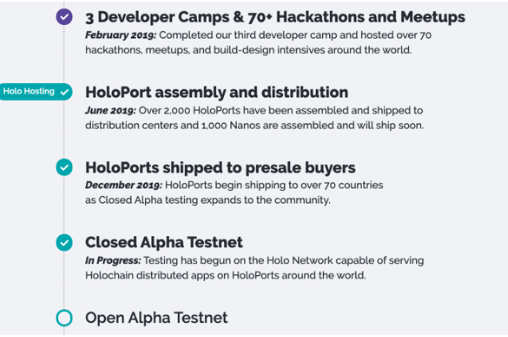 3 Developer Camps & 70+ Hackathons and Meetups
February 2019: Completed our third developer camp and hosted over 70
hackathons, meetups, and build-design intensives around the world.
Holo Hosting
HoloPort assembly and distribution
June 2019: Over 2,000 HoloPorts have been assembled and shipped to
distribution centers and 1,000 Nanos are assembled and will ship soon.
HoloPorts shipped to presale buyers
December 2019: HoloPorts begin shipping to over 70 countries
as Closed Alpha testing expands to the community.
Closed Alpha Testnet
In Progress: Testing has begun on the Holo Network capable of serving
Holochain distributed apps on HoloPorts around the world.
Open Alpha Testnet